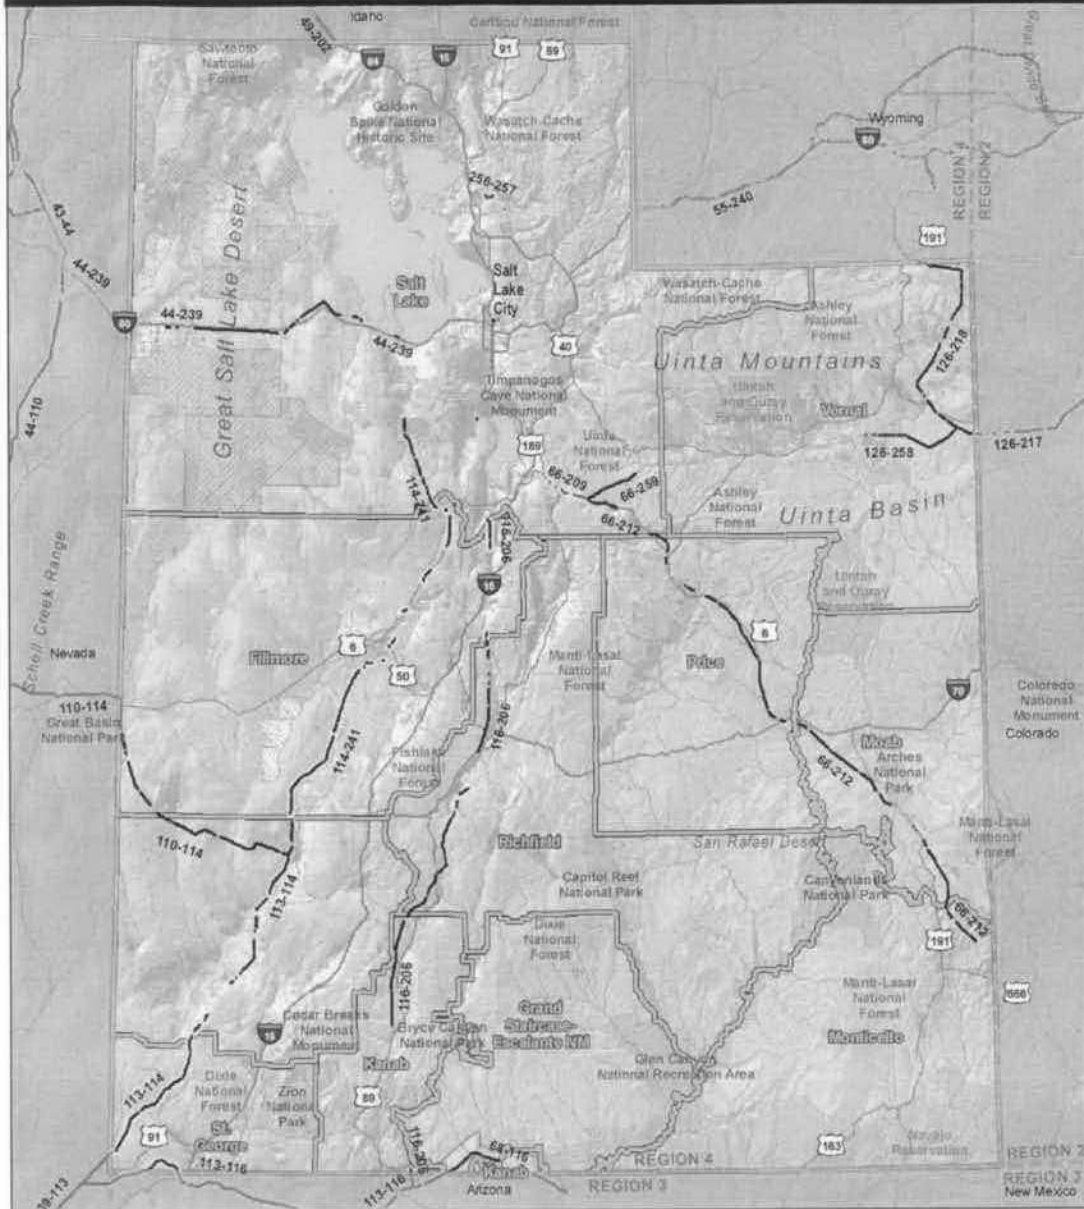 Idaho
Caribou National Forest
49-202
84
15
91
89
Sawtooth
National
Forest
Golden
Spike National
Historic Site
Wasatch-Cache
National Forest
Wyoming
80
REGION 4
REGION 2
256-257
55-240
191
43-44
44-239
Great Salt Lake Desert
Salt
Lake
Salt
Lake
City
Wasatch-Cache
National Forest
Ashley
National
Forest
80
44-239
44-239
40
Uinta Mountains
126-218
Timpanogos
Cave National
Monument
Uintah
and Ouray
Reservation
Vernal
44-110
189
Uinta
National
Forest
126-258
126-217
114-241
66-209
66-259
Ashley
National
Forest
66-212
Uinta Basin
116-206
15
Uintah
and Ouray
Reservation
Schell Creek Range
Nevada
6
Fillmore
50
Manti-Lasal
National
Forest
Price
6
70
Colorado
National
Monument
Colorado
110-114
Great Basin
National Park
116-206
114-241
Fishlake
National
Forest
Moab
Arches
National
Park
66-212
110-114
Richfield
San Rafael Desert
Manti-Lasal
National
Forest
113-114
Capitol Reef
National Park
Canyonlands
National Park
66-212
Dixie
National
Forest
191
116-206
Manti-Lasal
National
Forest
Monticello
666
15
Cedar Breaks
National
Monument
Bryce Canyon
National Park
Grand
Staircase-
Escalante NM
Kanab
Glen Canyon
National Recreation Area
113-114
Dixie
National
Forest
Zion
National
Park
89
91
St.
George
113-116
116-206
68-116
163
Navajo
Reservation
REGION 4
REGION 2
Kanab
REGION 3
REGION 3
113-116
Arizona
New Mexico